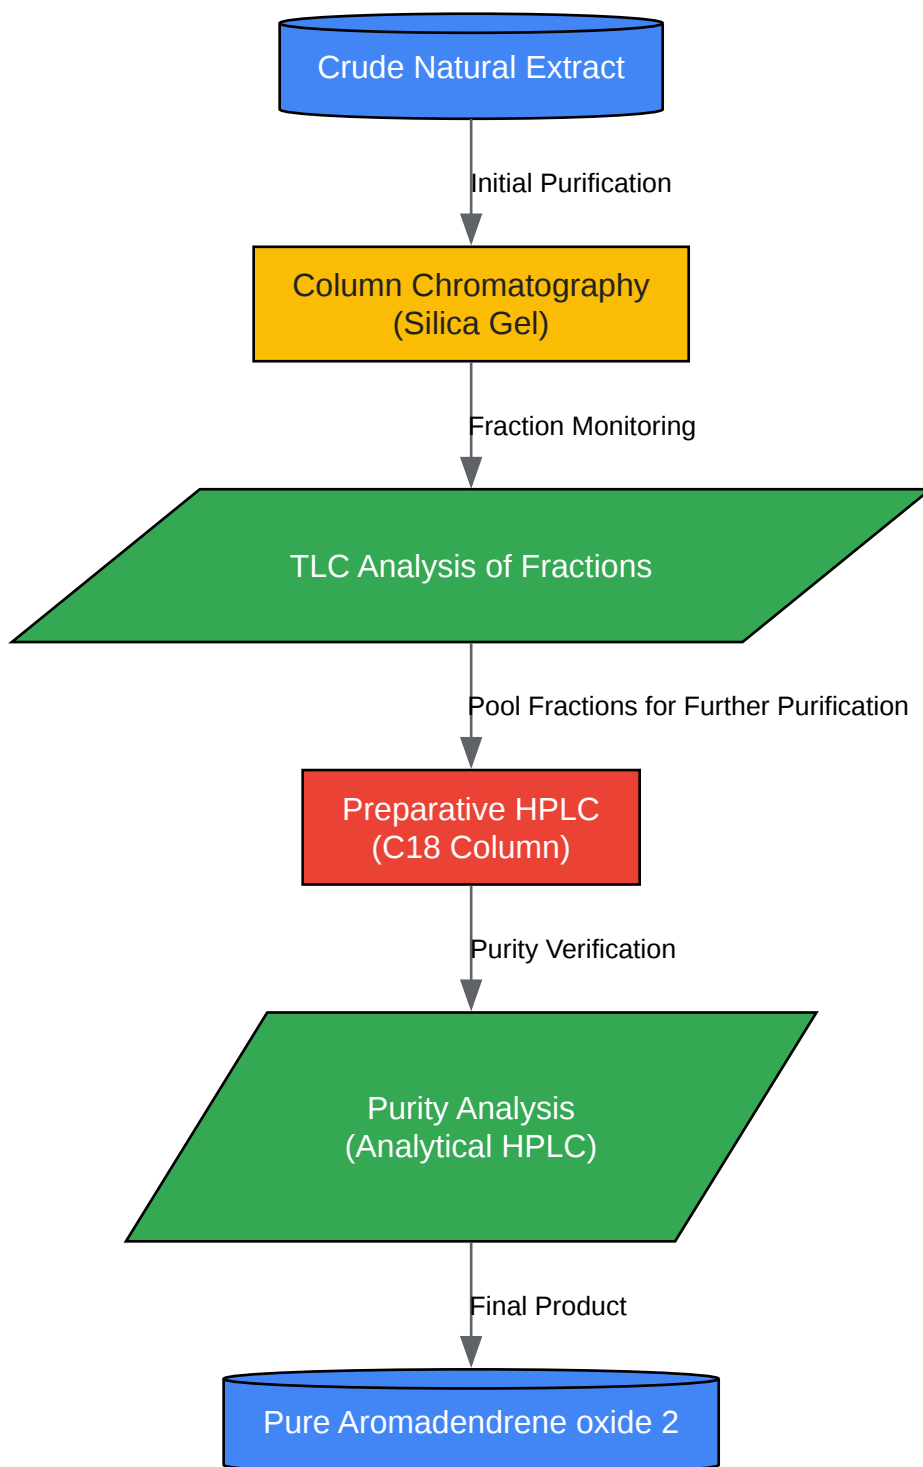 Crude Natural Extract
Initial Purification
Column Chromatography
(Silica Gel)
Fraction Monitoring
TLC Analysis of Fractions
Pool Fractions for Further Purification
Preparative HPLC
(C18 Column)
Purity Verification
Purity Analysis
(Analytical HPLC)
Final Product
Pure Aromadendrene oxide 2